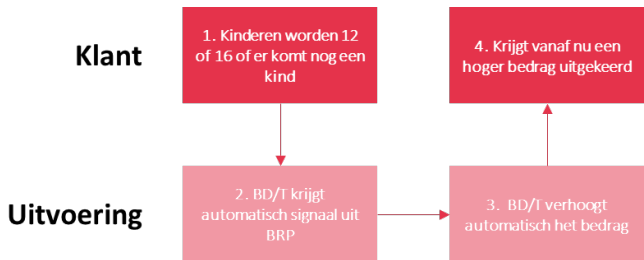 Klant
1. Kinderen worden 12
of 16 of er komt nog een
kind
4. Krijgt vanaf nu een
hoger bedrag uitgekeerd
Uitvoering
2. BD/T krijgt
automatisch signaal uit
BRP
3. BD/T verhoogt
automatisch het bedrag